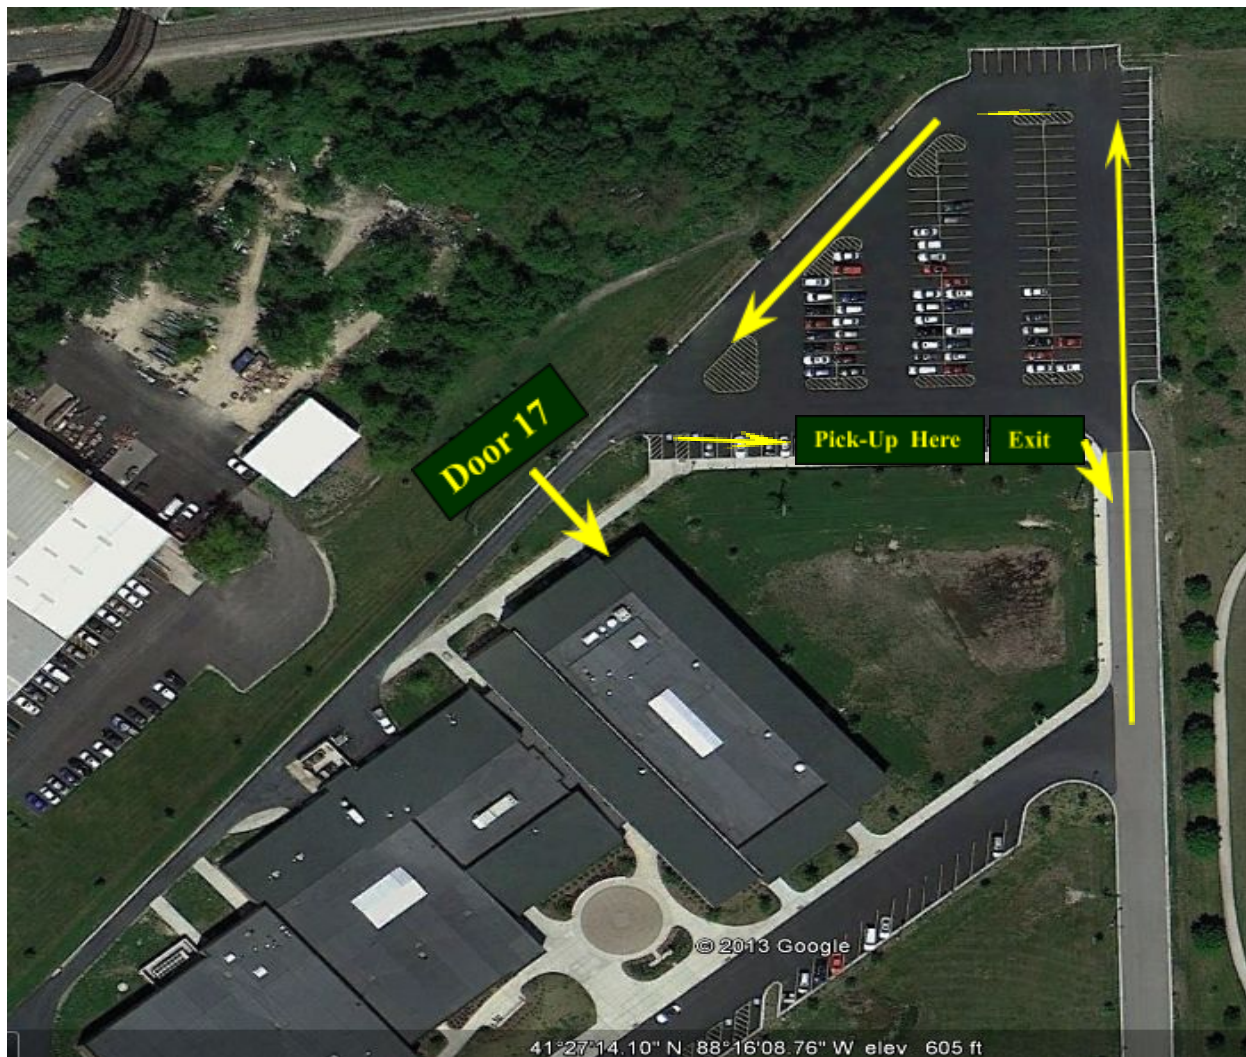 Door 17
Pick-Up Here
Exit
© 2013 Google
41°27'14.10" N 88°16'08.76" W elev 605 ft